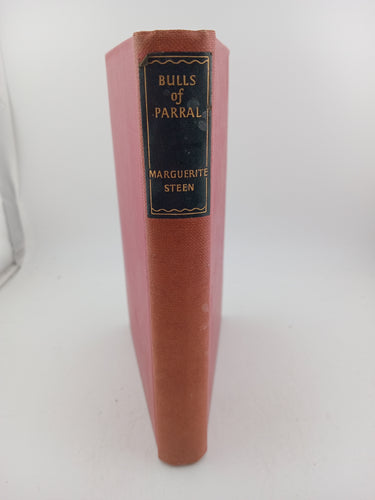 BULLS
of
PARRAL
MARGUERITE
STEEN